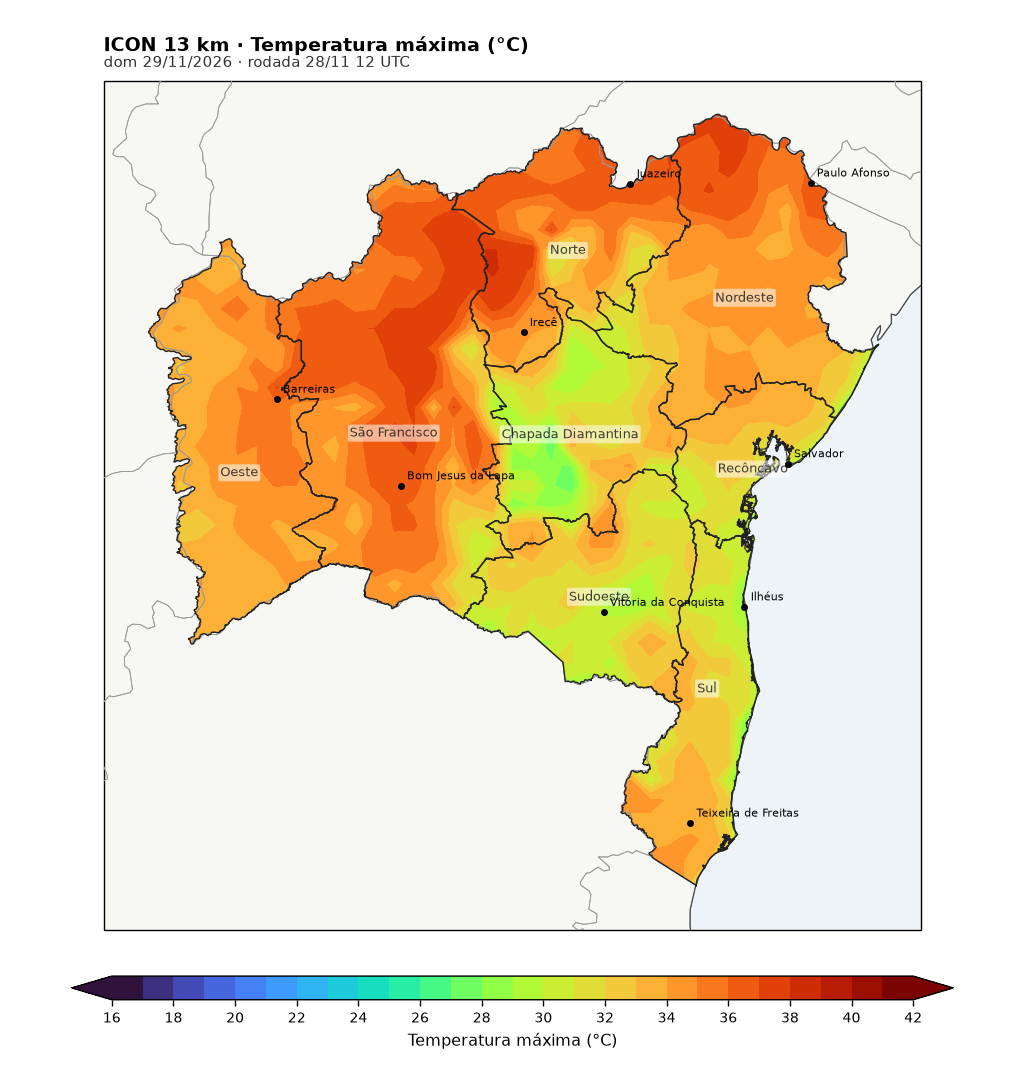 ICON 13 km · Temperatura máxima (°C)
dom 29/11/2026 · rodada 28/11 12 UTC
Juazeiro
Paulo Afonso
Norte
Nordeste
Irecê
Barreiras
São Francisco
Chapada Diamantina
Salvador
Recôncavo
Oeste
Bom Jesus da Lapa
Sudoeste
Vitória da Conquista
Ilhéus
Sul
Teixeira de Freitas
16 18 20 22 24 26 28 30 32 34 36 38 40 42
Temperatura máxima (°C)